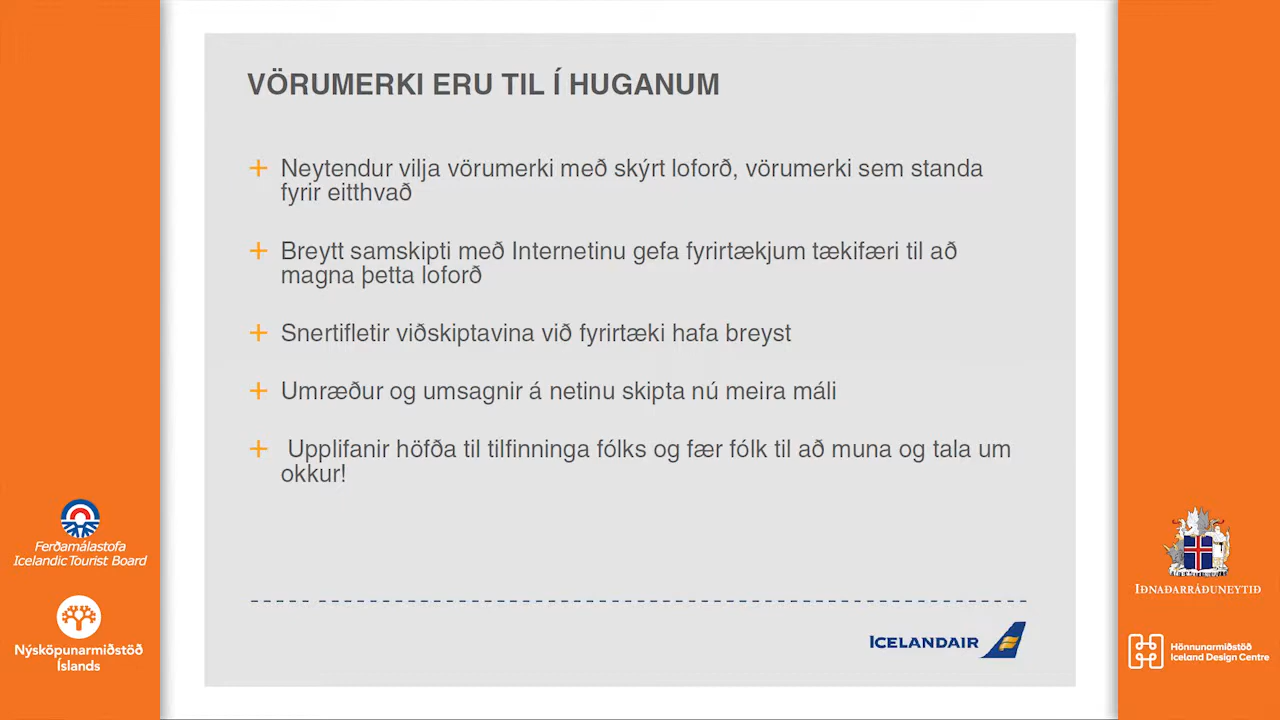 VÖRUMERKI ERU TIL Í HUGANUM
Neytendur vilja vörumerki með skýrt loforð, vörumerki sem standa
fyrir eitthvað
Breytt samskipti með Internetinu gefa fyrirtækjum tækifæri til að
magna þetta loforð
Snertifletir viðskiptavina við fyrirtæki hafa breyst
Umræður og umsagnir á netinu skipta nú meira máli
Upplifanir höfða til tilfinninga fólks og fær fólk til að muna og tala um
okkur!
ICELANDAIR
Ferðamálastofa
Icelandic Tourist Board
Nýsköpunarmiðstöð
Íslands
IÐNAÐARRÁÐUNEYTIÐ
Hönnunarmiðstöð
Iceland Design Centre